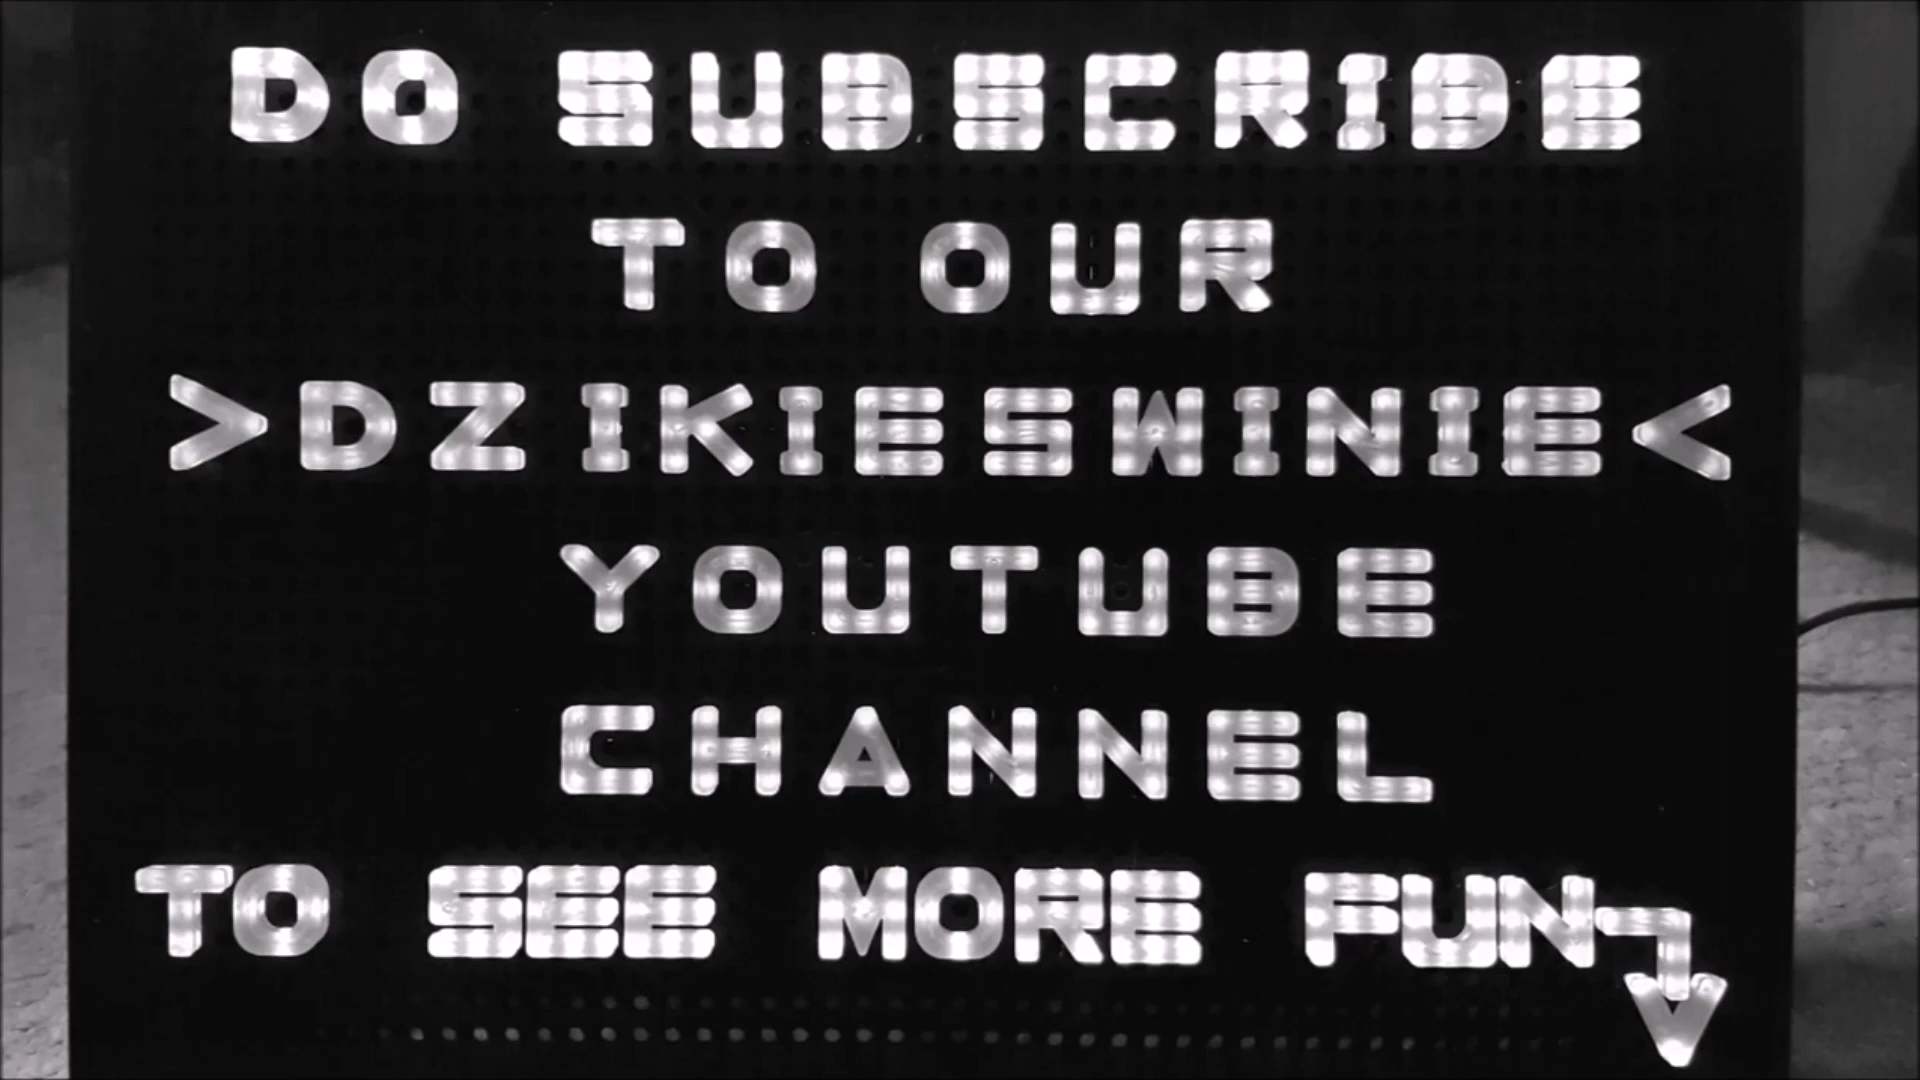 DO SUBSCRIBE
TO OUR
>DZIKIESWINIE<
YOUTUBE
CHANNEL
TO SEE MORE FUN